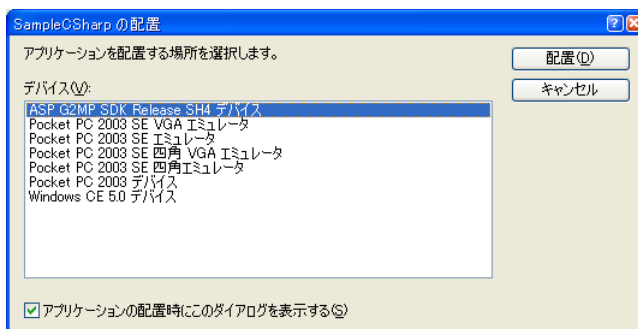 SampleCSharp の配置
アプリケーションを配置する場所を選択します。
配置(D)
デバイス(V):
キャンセル
ASP G2MP SDK Release SH4 デバイス
Pocket PC 2003 SE VGA エミュレータ
Pocket PC 2003 SE エミュレータ
Pocket PC 2003 SE 四角 VGA エミュレータ
Pocket PC 2003 SE 四角エミュレータ
Pocket PC 2003 デバイス
Windows CE 5.0 デバイス
アプリケーションの配置時にこのダイアログを表示する(S)